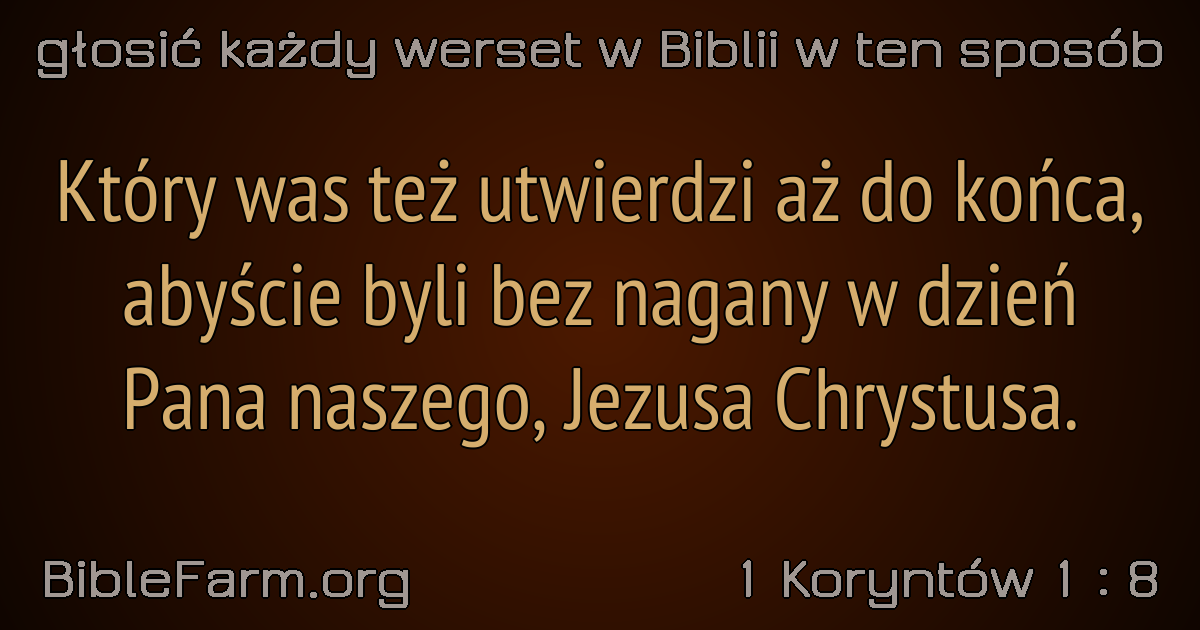 głosić każdy werset w Biblii w ten sposób
Który was też utwierdzi aż do końca,
abyście byli bez nagany w dzień
Pana naszego, Jezusa Chrystusa.
BibleFarm.org
1 Koryntów 1 : 8